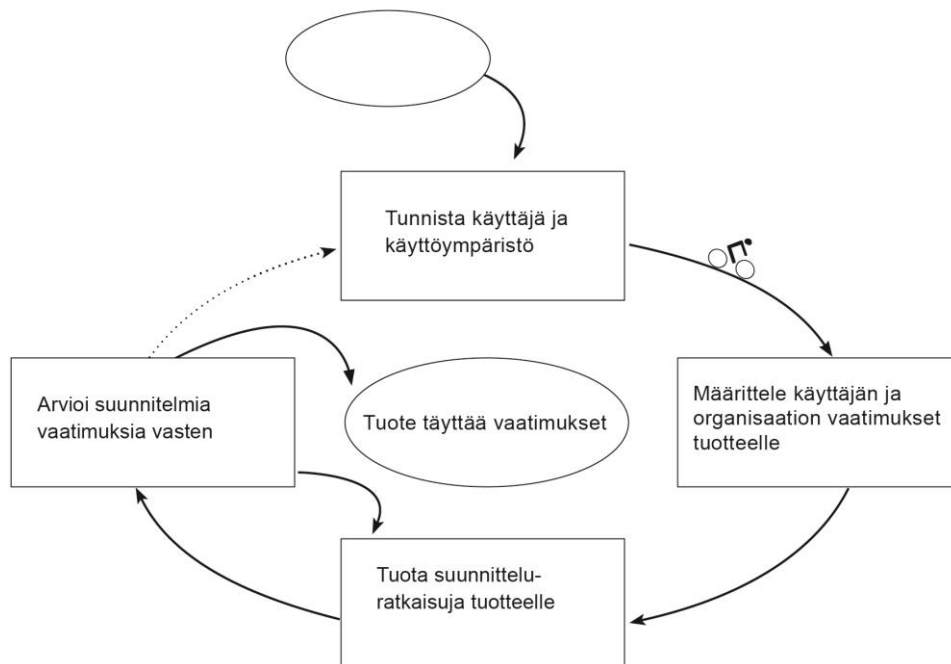 Tunnista käyttäjä ja
käyttöympäristö
Arvioi suunnitelmia
vaatimuksia vasten
Tuote täyttää vaatimukset
Määrittele käyttäjän ja
organisaation vaatimukset
tuotteelle
Tuota suunnittelu-
ratkaisuja tuotteelle